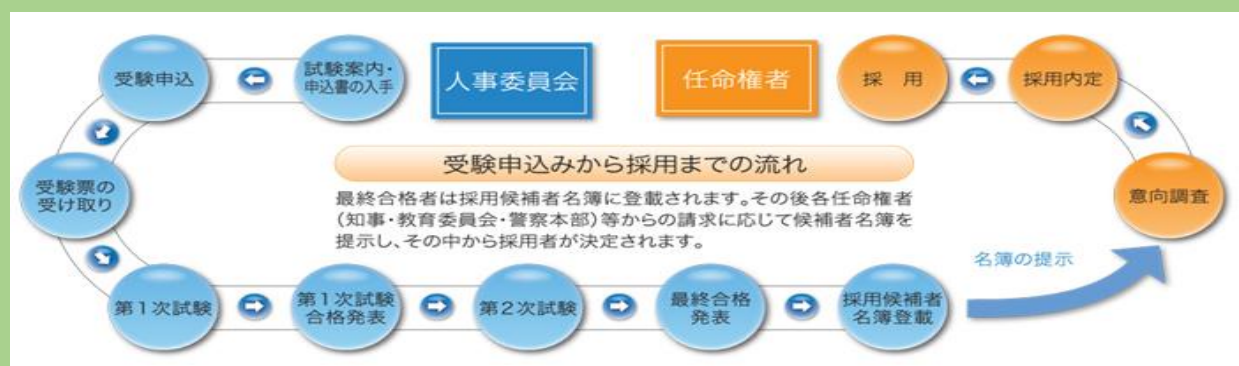 人事委員会
任命権者
試験案内・
申込書の入手
受験申込
受験票の
受け取り
第1次試験
第1次試験
合格発表
第2次試験
最終合格
発表
採用候補者
名簿登載
名簿の提示
意向調査
採用内定
採 用
受験申込みから採用までの流れ
最終合格者は採用候補者名簿に登載されます。その後各任命権者
（知事・教育委員会・警察本部）等からの請求に応じて候補者名簿を
提示し、その中から採用者が決定されます。